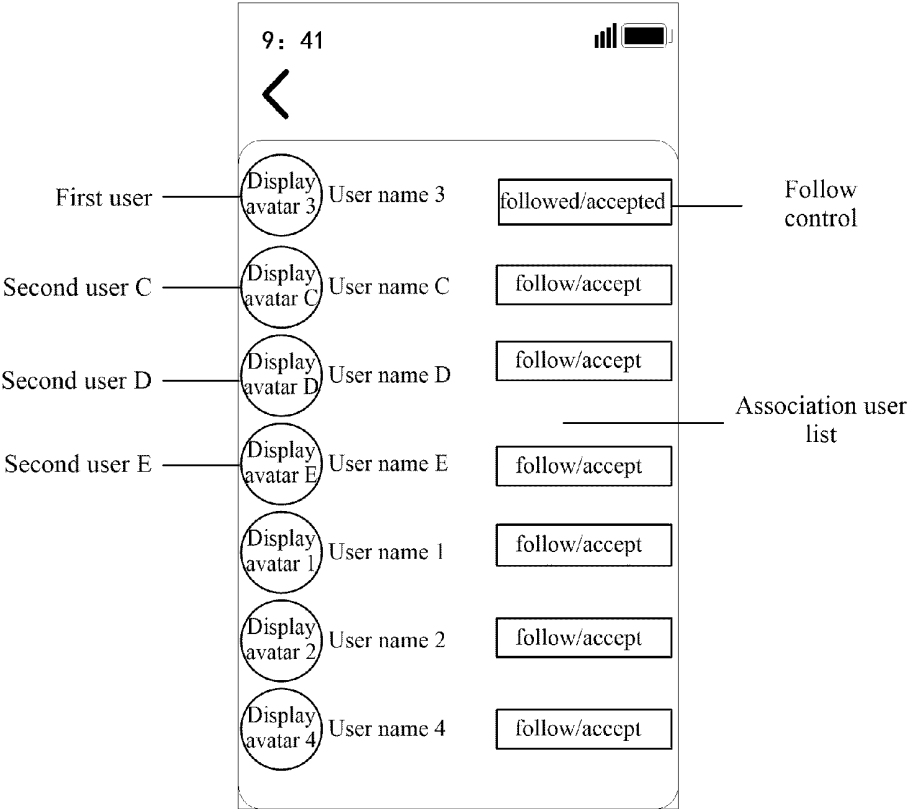 9: 41
First user
Display
avatar 3
User name 3
followed/accepted
Follow
control
Second user C
Display
avatar C
User name C
follow/accept
Second user D
Display
avatar D
User name D
follow/accept
Association user
list
Second user E
Display
avatar E
User name E
follow/accept
Display
avatar 1
User name 1
follow/accept
Display
avatar 2
User name 2
follow/accept
Display
avatar 4
User name 4
follow/accept